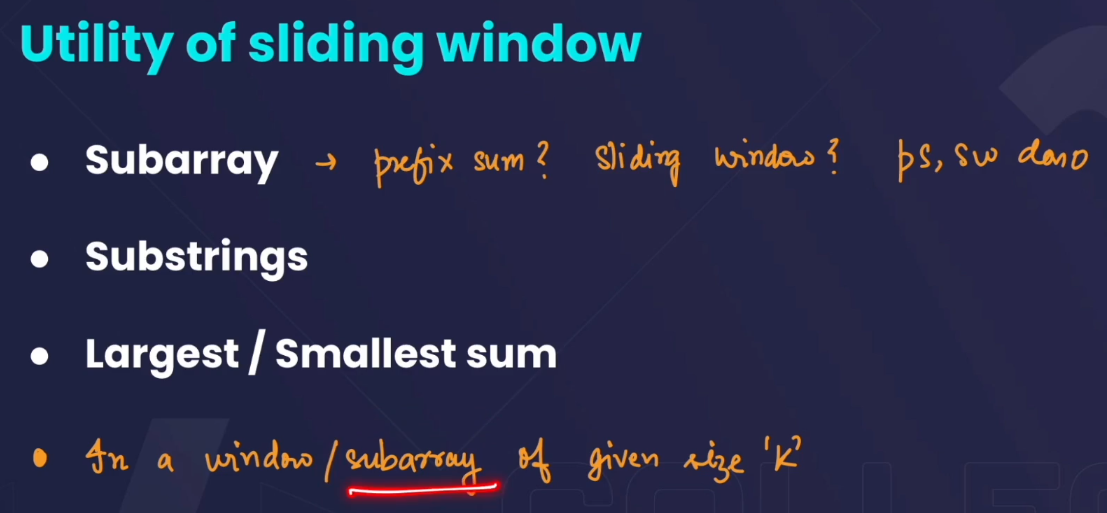 Utility of sliding window
• Subarray → prefix sum? sliding window? ps, sw dono
• Substrings
• Largest / Smallest sum
• In a window/subarray of given size 'K'